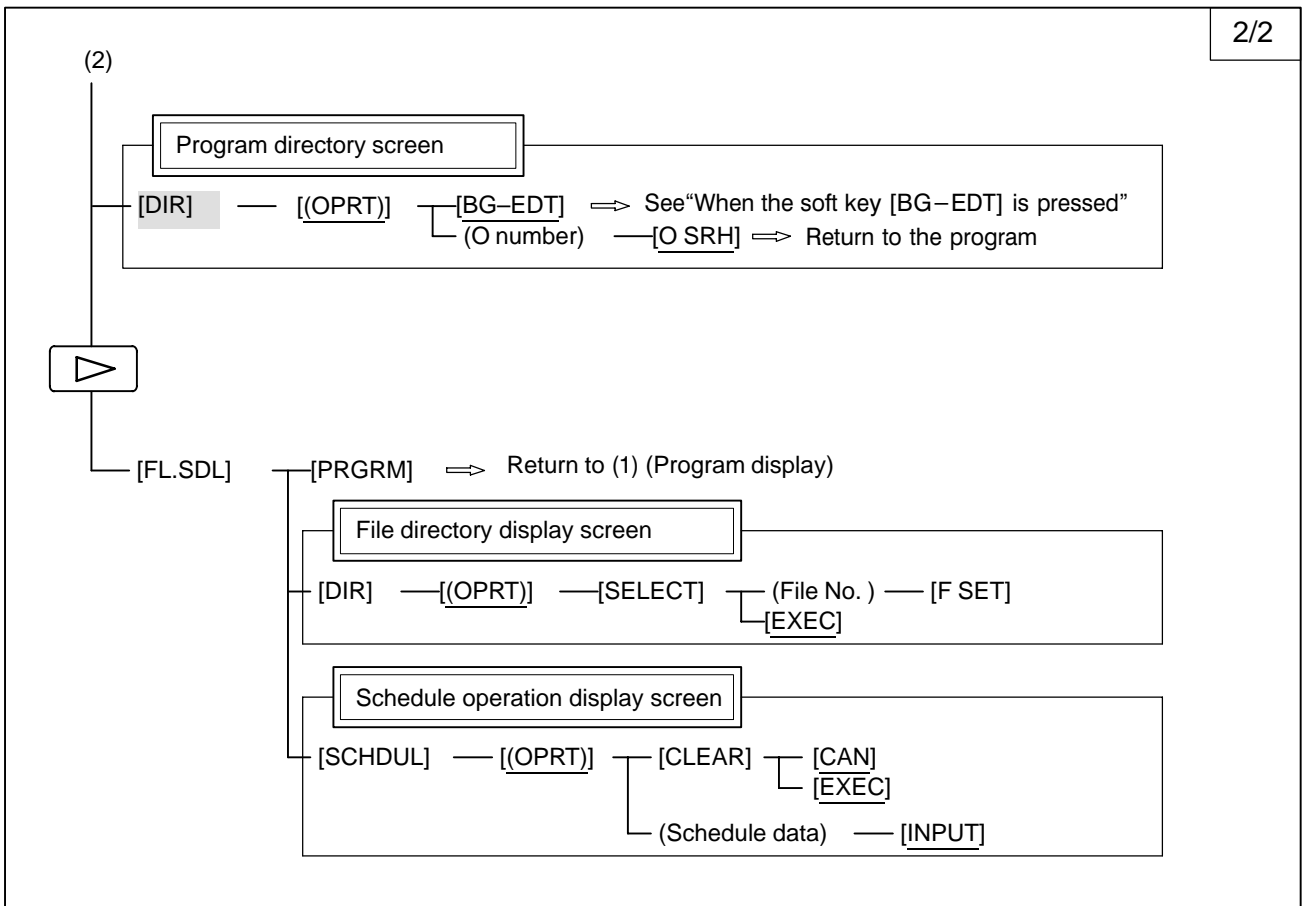 2/2
(2)
Program directory screen
[DIR] [(OPRT)] [BG–EDT] See“When the soft key [BG–EDT] is pressed”
(O number) [O SRH] Return to the program
[FL.SDL] [PRGRM] Return to (1) (Program display)
File directory display screen
[DIR] [(OPRT)] [SELECT] (File No. ) [F SET]
[EXEC]
Schedule operation display screen
[SCHDUL] [(OPRT)] [CLEAR] [CAN]
[EXEC]
(Schedule data) [INPUT]